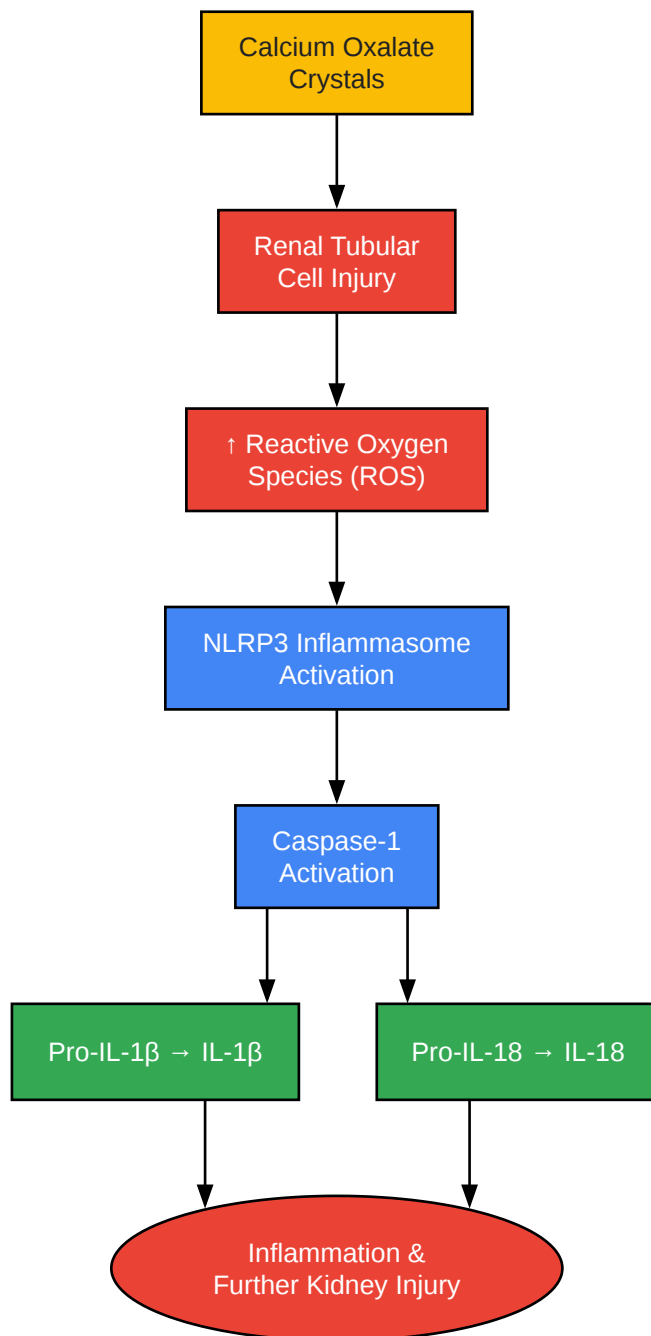 Calcium Oxalate
Crystals
Renal Tubular
Cell Injury
↑ Reactive Oxygen
Species (ROS)
NLRP3 Inflammasome
Activation
Caspase-1
Activation
Pro-IL-1β → IL-1β
Pro-IL-18 → IL-18
Inflammation &
Further Kidney Injury